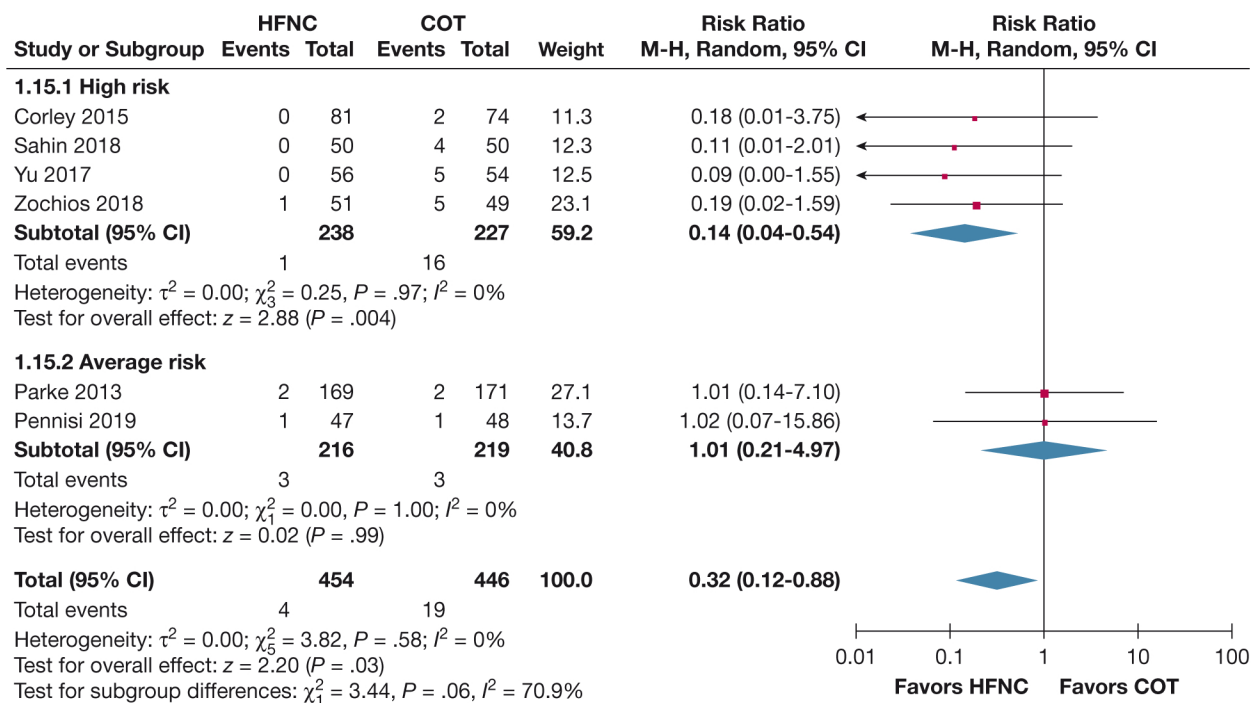 HFNC COT Risk Ratio Risk Ratio
Study or Subgroup Events Total Events Total Weight M-H, Random, 95% CI M-H, Random, 95% CI
1.15.1 High risk
Corley 2015 0 81 2 74 11.3 0.18 (0.01-3.75)
Sahin 2018 0 50 4 50 12.3 0.11 (0.01-2.01)
Yu 2017 0 56 5 54 12.5 0.09 (0.00-1.55)
Zochios 2018 1 51 5 49 23.1 0.19 (0.02-1.59)
Subtotal (95% CI) 238 227 59.2 0.14 (0.04-0.54)
Total events 1 16
Heterogeneity: τ² = 0.00; χ²₃ = 0.25, P = .97; I² = 0%
Test for overall effect: z = 2.88 (P = .004)
1.15.2 Average risk
Parke 2013 2 169 2 171 27.1 1.01 (0.14-7.10)
Pennisi 2019 1 47 1 48 13.7 1.02 (0.07-15.86)
Subtotal (95% CI) 216 219 40.8 1.01 (0.21-4.97)
Total events 3 3
Heterogeneity: τ² = 0.00; χ²₁ = 0.00, P = 1.00; I² = 0%
Test for overall effect: z = 0.02 (P = .99)
Total (95% CI) 454 446 100.0 0.32 (0.12-0.88)
Total events 4 19
Heterogeneity: τ² = 0.00; χ²₅ = 3.82, P = .58; I² = 0%
Test for overall effect: z = 2.20 (P = .03)
Test for subgroup differences: χ²₁ = 3.44, P = .06, I² = 70.9%
0.01 0.1 1 10 100
Favors HFNC Favors COT